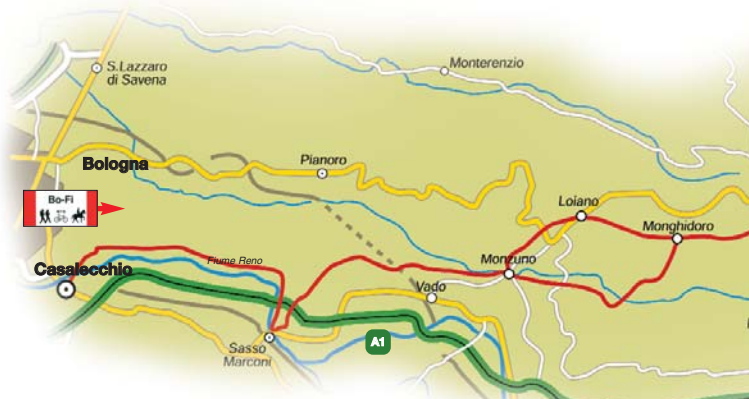 S.Lazzaro
di Savena
Monterenzio
Bologna
Pianoro
Bo-Fi
Loiano
Monghidoro
Casalecchio
Fiume Reno
Monzuno
Vado
Sasso
Marconi
A1